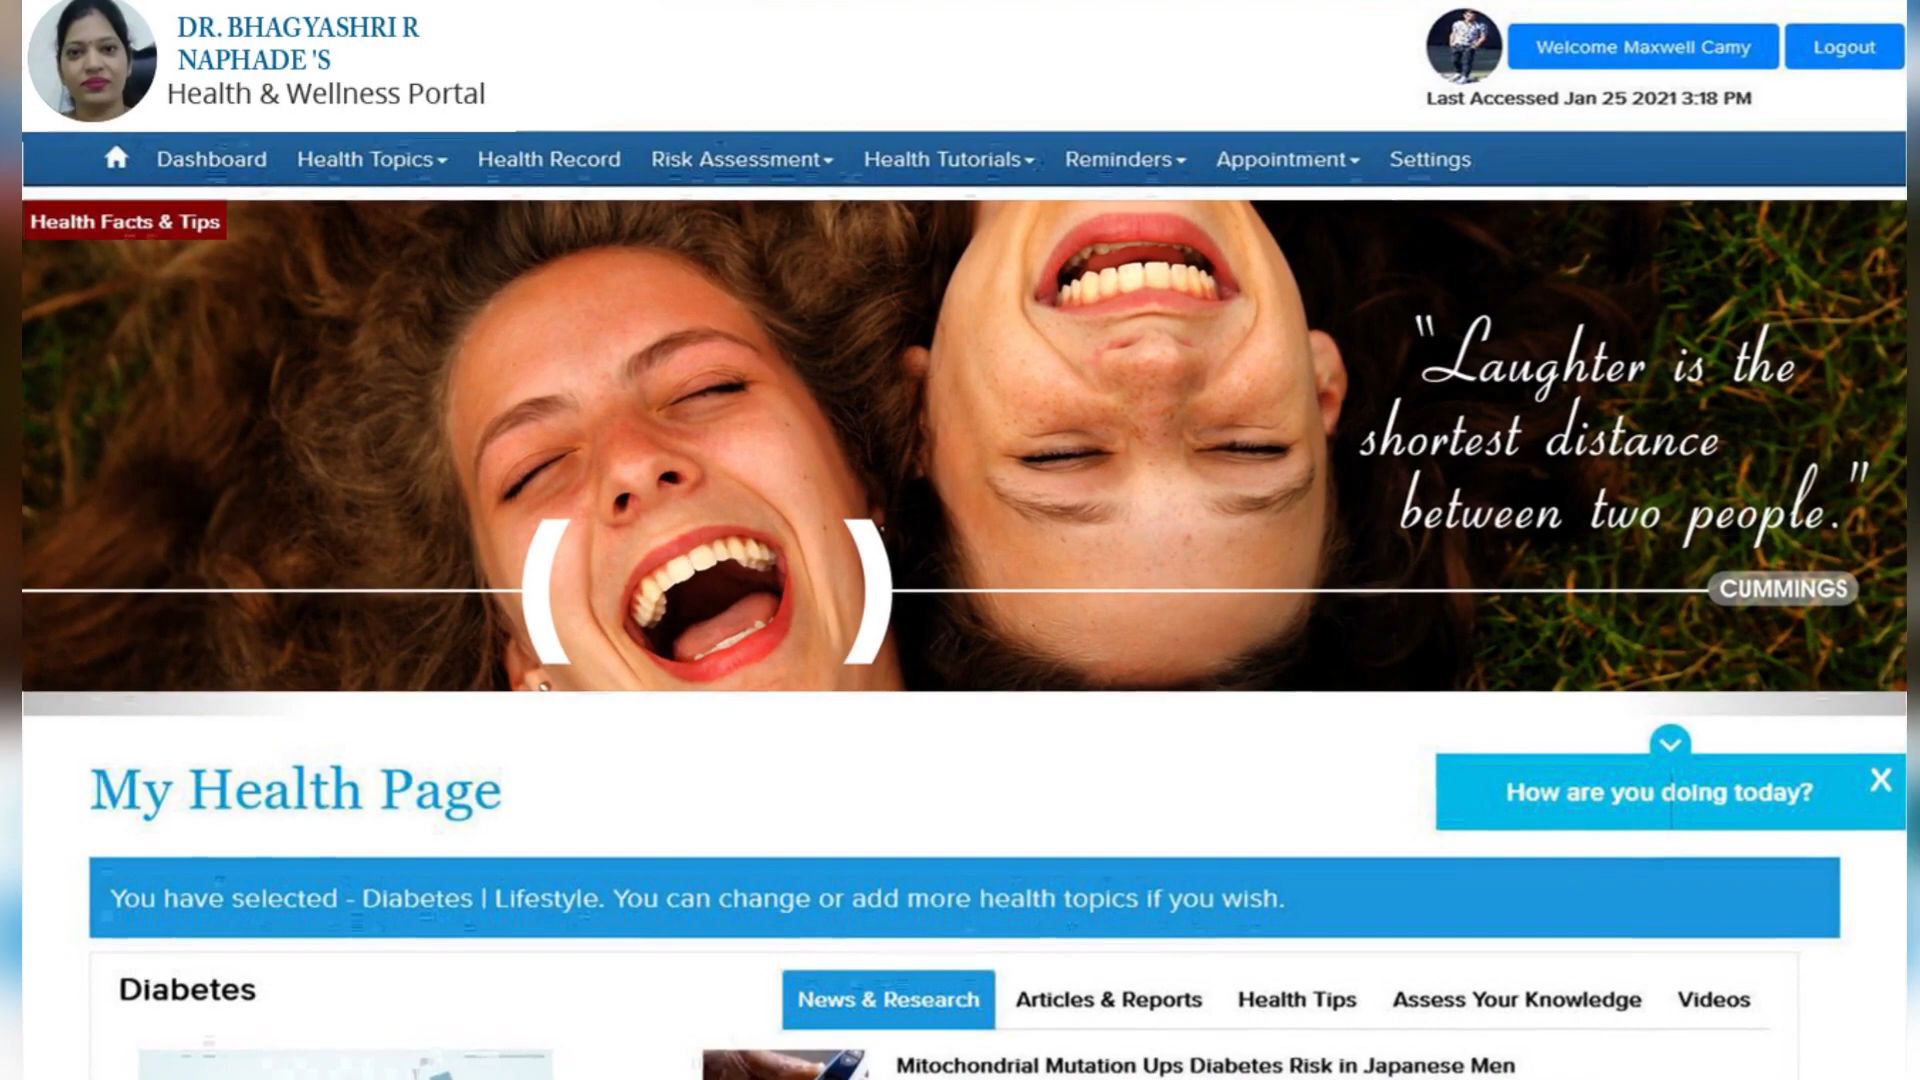 DR. BHAGYASHRI R
NAPHADE 'S
Health & Wellness Portal
Welcome Maxwell Camy
Logout
Last Accessed Jan 25 2021 3:18 PM
Dashboard Health Topics Health Record Risk Assessment Health Tutorials Reminders Appointment Settings
Health Facts & Tips
"Laughter is the
shortest distance
between two people."
CUMMINGS
My Health Page
How are you doing today? X
You have selected - Diabetes | Lifestyle. You can change or add more health topics if you wish.
Diabetes
News & Research Articles & Reports Health Tips Assess Your Knowledge Videos
Mitochondrial Mutation Ups Diabetes Risk in Japanese Men